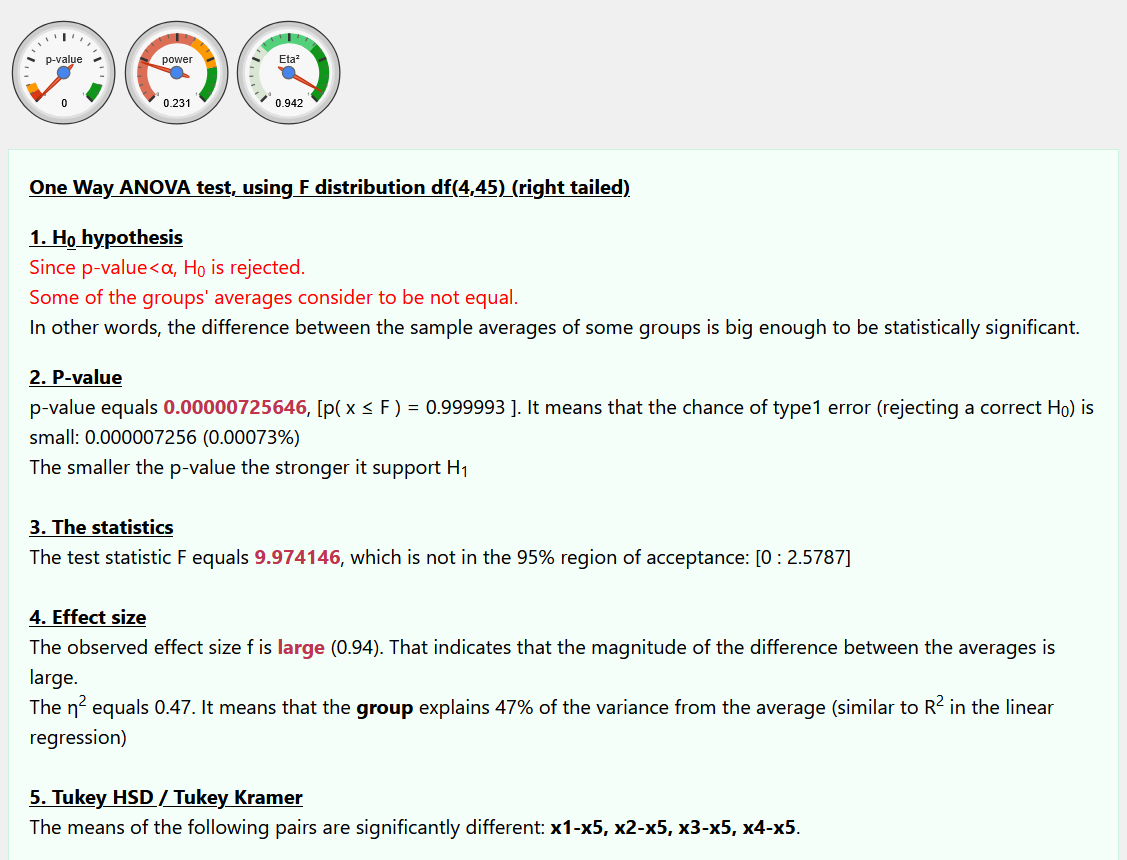 p-value
0
power
0.231
Eta²
0.942
One Way ANOVA test, using F distribution df(4,45) (right tailed)
1. H₀ hypothesis
Since p-value<α, H₀ is rejected.
Some of the groups' averages consider to be not equal.
In other words, the difference between the sample averages of some groups is big enough to be statistically significant.
2. P-value
p-value equals 0.00000725646, [p( x ≤ F ) = 0.999993 ]. It means that the chance of type1 error (rejecting a correct H₀) is
small: 0.000007256 (0.00073%)
The smaller the p-value the stronger it support H₁
3. The statistics
The test statistic F equals 9.974146, which is not in the 95% region of acceptance: [0 : 2.5787]
4. Effect size
The observed effect size f is large (0.94). That indicates that the magnitude of the difference between the averages is
large.
The η² equals 0.47. It means that the group explains 47% of the variance from the average (similar to R² in the linear
regression)
5. Tukey HSD / Tukey Kramer
The means of the following pairs are significantly different: x1-x5, x2-x5, x3-x5, x4-x5.